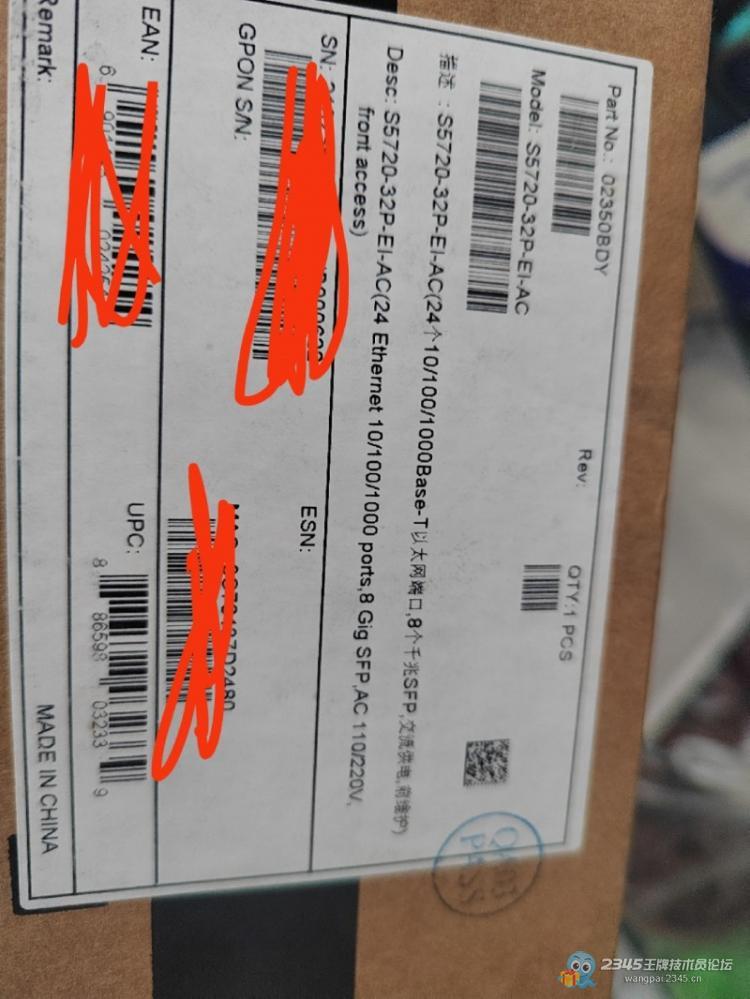 Part No.: 02350BDY
Rev:
Model: S5720-32P-EI-AC
QTY:1 PCS
描述 : S5720-32P-EI-AC(24个10/100/1000Base-T以太网端口,8个千兆SFP,交流供电,前维护)
Desc: S5720-32P-EI-AC(24 Ethernet 10/100/1000 ports,8 Gig SFP,AC 110/220V,
front access)
SN:
ESN:
GPON S/N:
EAN:
UPC:
8 86598 03233 9
Remark:
MADE IN CHINA
PASS
2345王牌技术员论坛
wangpai.2345.cn